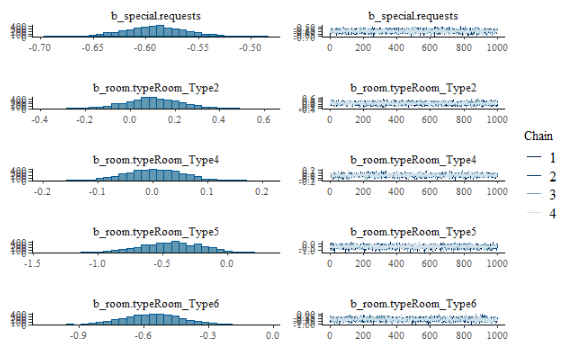 b_special.requests
b_special.requests
-0.70 -0.65 -0.60 -0.55 -0.50
0 200 400 600 800 1000
b_room.typeRoom_Type2
b_room.typeRoom_Type2
-0.4 -0.2 0.0 0.2 0.4 0.6
0 200 400 600 800 1000
Chain
1
2
3
4
b_room.typeRoom_Type4
b_room.typeRoom_Type4
-0.2 -0.1 0.0 0.1 0.2
0 200 400 600 800 1000
b_room.typeRoom_Type5
b_room.typeRoom_Type5
-1.5 -1.0 -0.5 0.0
0 200 400 600 800 1000
b_room.typeRoom_Type6
b_room.typeRoom_Type6
-0.9 -0.6 -0.3 0.0
0 200 400 600 800 1000